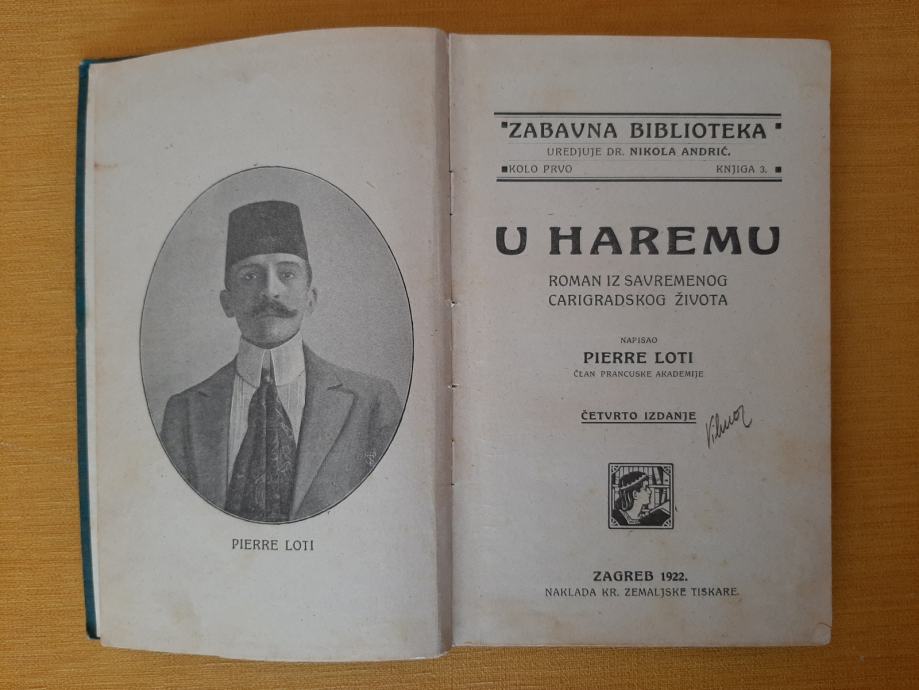 PIERRE LOTI
ZABAVNA BIBLIOTEKA
UREDJUJE DR. NIKOLA ANDRIĆ.
KOLO PRVO KNJIGA 3.
U HAREMU
ROMAN IZ SAVREMENOG
CARIGRADSKOG ŽIVOTA
NAPISAO
PIERRE LOTI
ČLAN FRANCUSKE AKADEMIJE
ČETVRTO IZDANJE
ZAGREB 1922.
NAKLADA KR. ZEMALJSKE TISKARE.